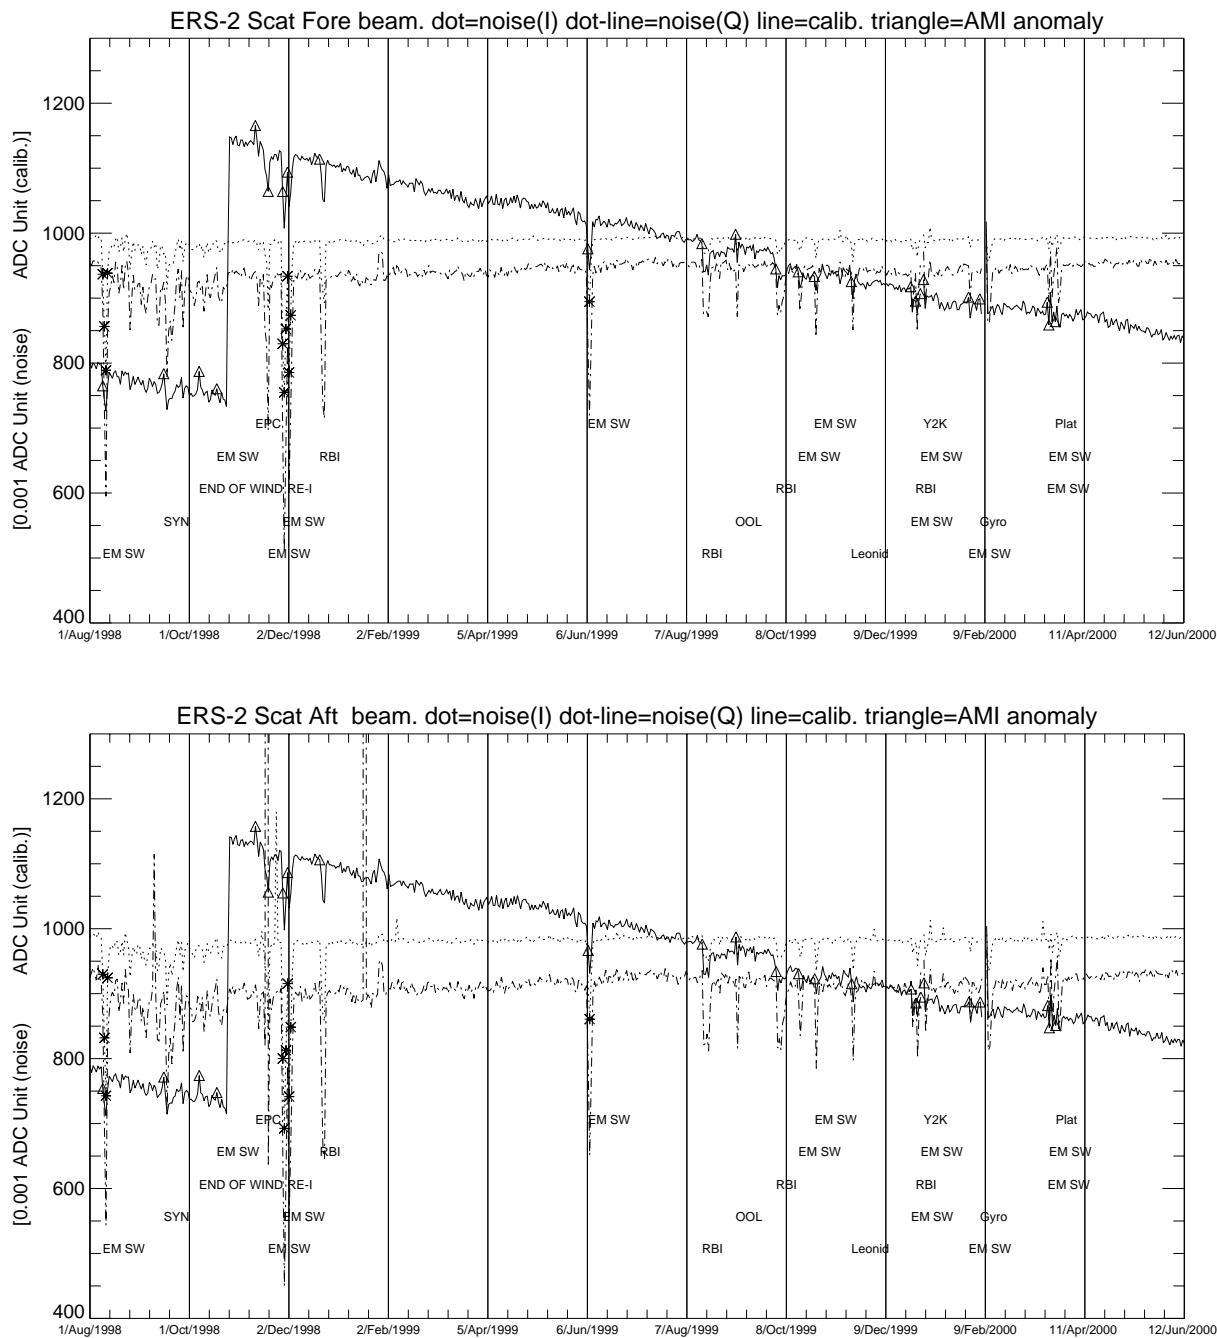 ERS-2 Scat Fore beam. dot=noise(I) dot-line=noise(Q) line=calib. triangle=AMI anomaly
[0.001 ADC Unit (noise)   ADC Unit (calib.)]
1200
1000
800
600
400
EPC EM SW EM SW Y2K Plat
EM SW RBI EM SW EM SW EM SW
END OF WIND RE-I RBI RBI EM SW
SYN EM SW OOL EM SW Gyro
EM SW EM SW RBI Leonid EM SW
1/Aug/1998 1/Oct/1998 2/Dec/1998 2/Feb/1999 5/Apr/1999 6/Jun/1999 7/Aug/1999 8/Oct/1999 9/Dec/1999 9/Feb/2000 11/Apr/2000 12/Jun/2000
ERS-2 Scat Aft  beam. dot=noise(I) dot-line=noise(Q) line=calib. triangle=AMI anomaly
[0.001 ADC Unit (noise)   ADC Unit (calib.)]
1200
1000
800
600
400
EPC EM SW EM SW Y2K Plat
EM SW RBI EM SW EM SW EM SW
END OF WIND RE-I RBI RBI EM SW
SYN EM SW OOL EM SW Gyro
EM SW EM SW RBI Leonid EM SW
1/Aug/1998 1/Oct/1998 2/Dec/1998 2/Feb/1999 5/Apr/1999 6/Jun/1999 7/Aug/1999 8/Oct/1999 9/Dec/1999 9/Feb/2000 11/Apr/2000 12/Jun/2000